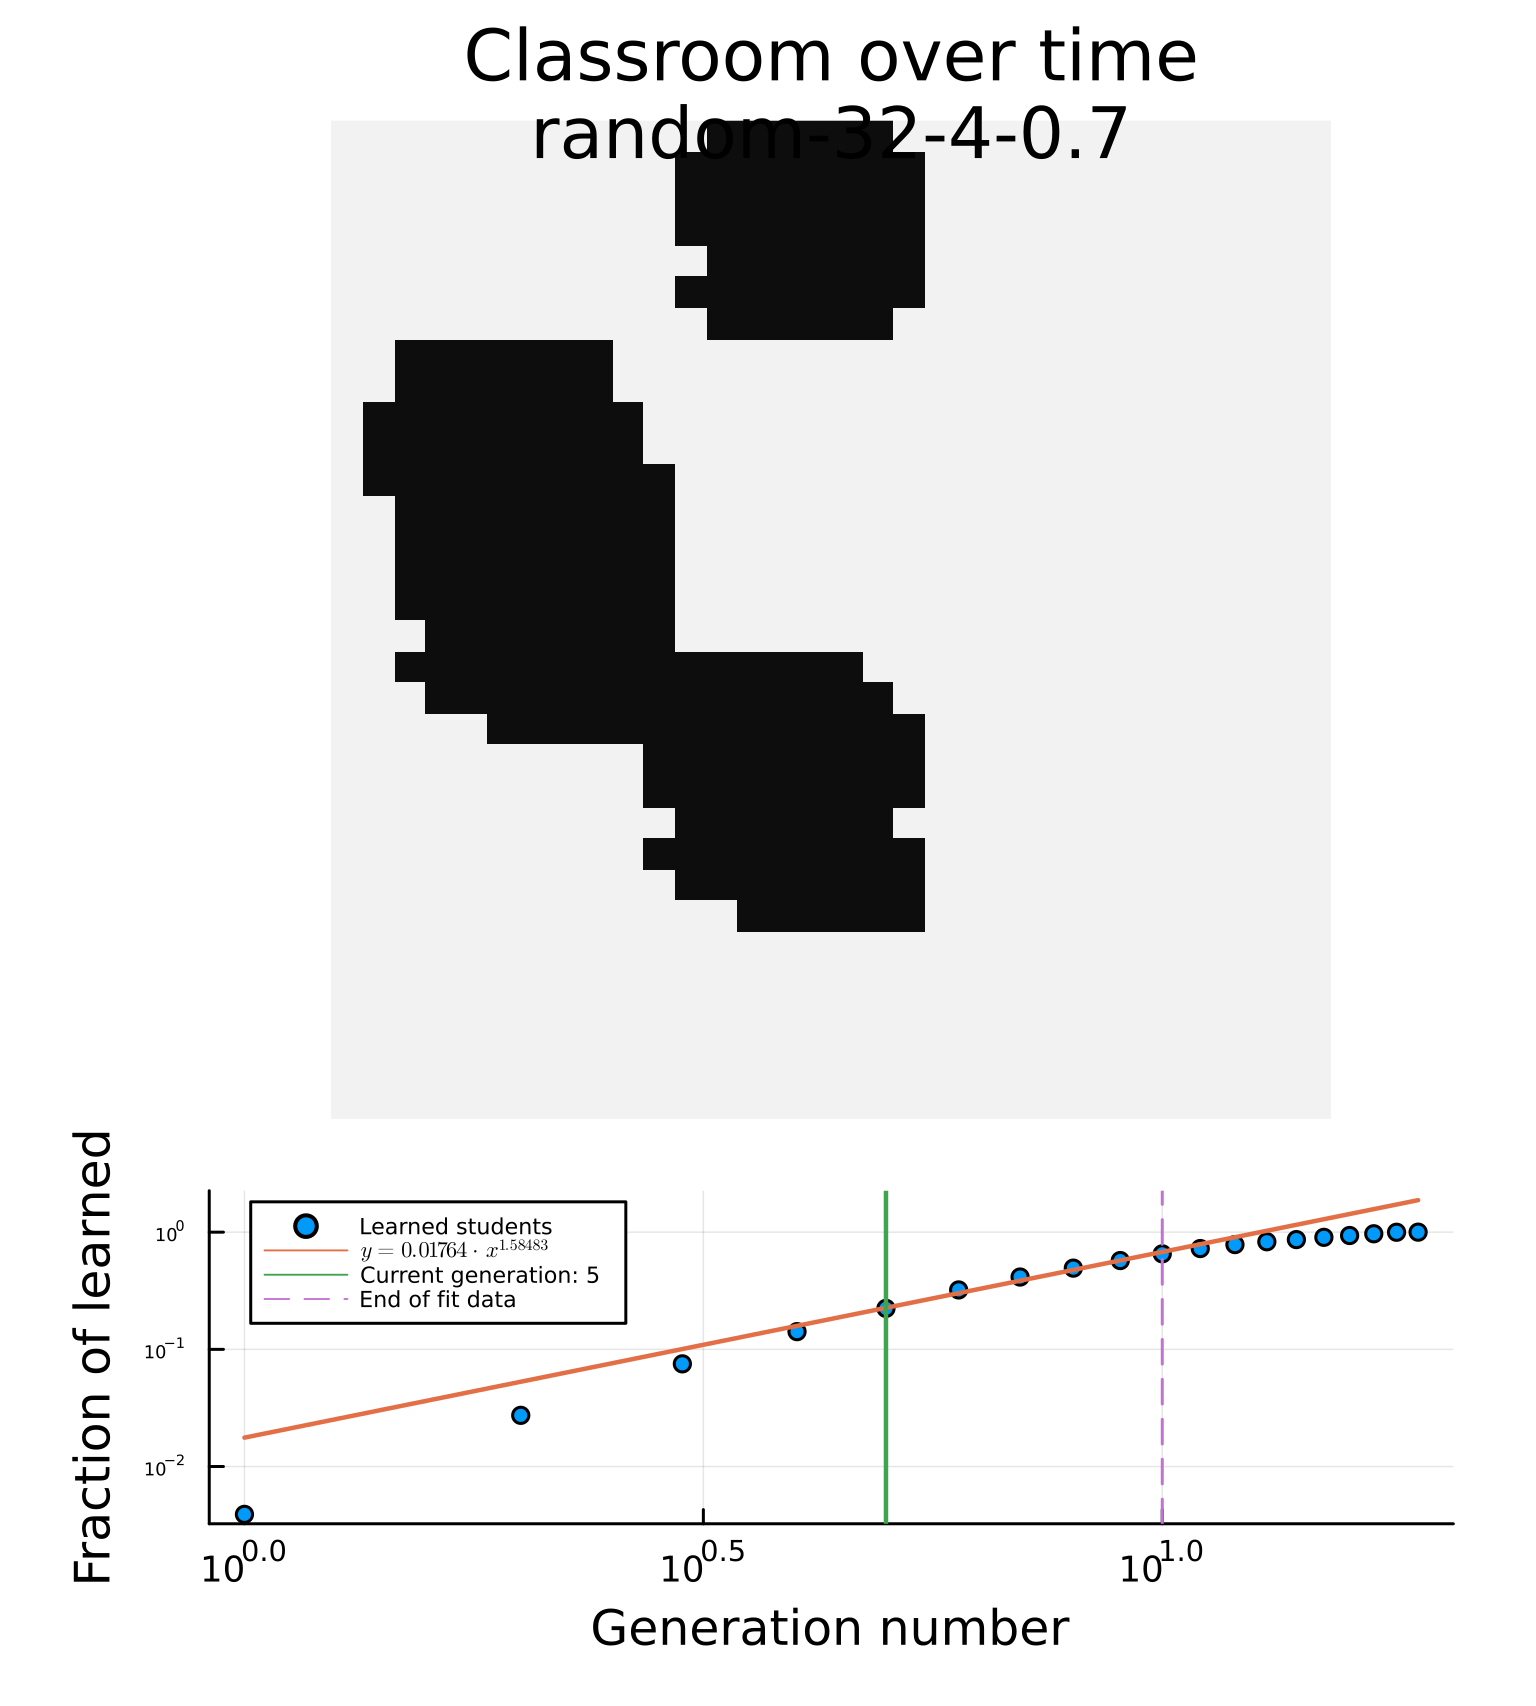 Classroom over time
random-32-4-0.7
Fraction of learned
10⁰
10⁻¹
10⁻²
Learned students
y = 0.01764 · x^1.58483
Current generation: 5
End of fit data
10^0.0
10^0.5
10^1.0
Generation number